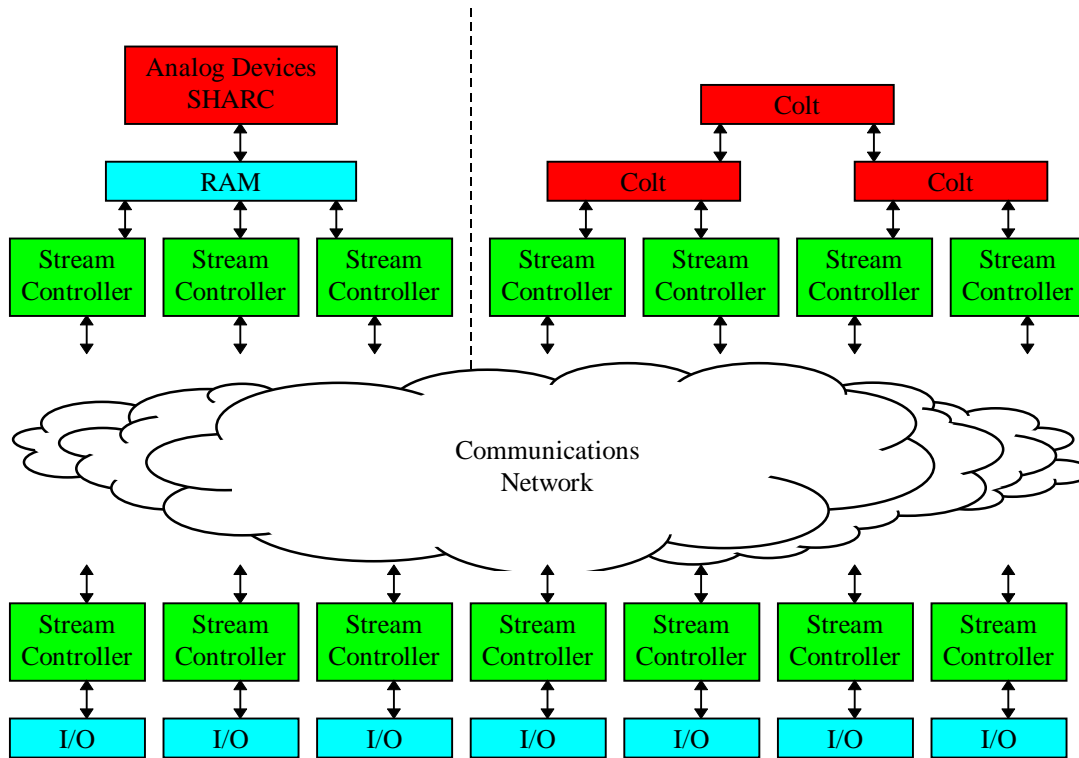 Analog Devices
SHARC
Colt
RAM
Colt
Colt
Stream
Controller
Stream
Controller
Stream
Controller
Stream
Controller
Stream
Controller
Stream
Controller
Stream
Controller
Communications
Network
Stream
Controller
Stream
Controller
Stream
Controller
Stream
Controller
Stream
Controller
Stream
Controller
Stream
Controller
I/O
I/O
I/O
I/O
I/O
I/O
I/O